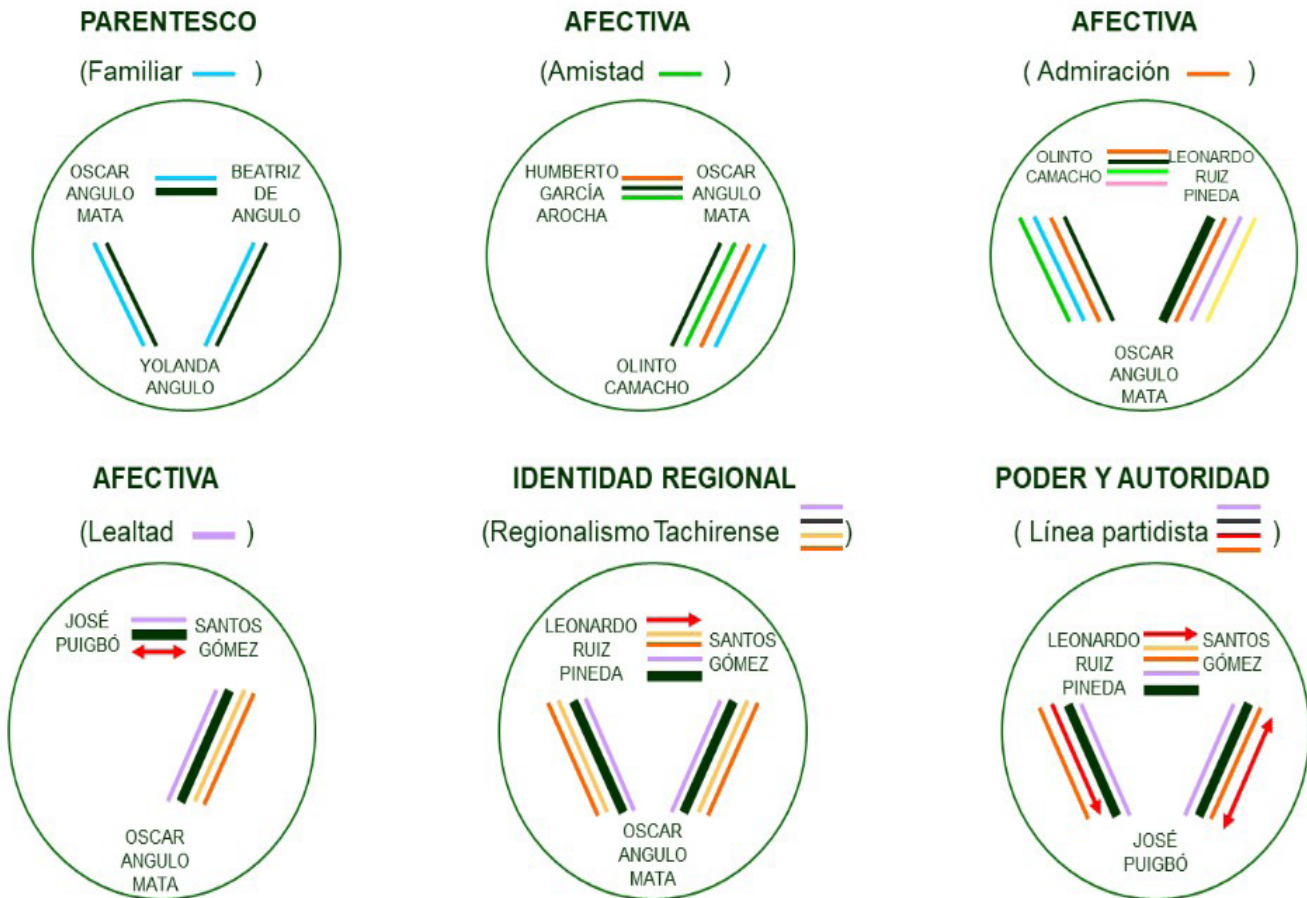 PARENTESCO
(Familiar )
OSCAR
ANGULO
MATA
BEATRIZ
DE
ANGULO
YOLANDA
ANGULO
AFECTIVA
(Amistad )
HUMBERTO
GARCÍA
AROCHA
OSCAR
ANGULO
MATA
OLINTO
CAMACHO
AFECTIVA
( Admiración )
OLINTO
CAMACHO
LEONARDO
RUIZ
PINEDA
OSCAR
ANGULO
MATA
AFECTIVA
(Lealtad )
JOSÉ
PUIGBÓ
SANTOS
GÓMEZ
OSCAR
ANGULO
MATA
IDENTIDAD REGIONAL
(Regionalismo Tachirense )
LEONARDO
RUIZ
PINEDA
SANTOS
GÓMEZ
OSCAR
ANGULO
MATA
PODER Y AUTORIDAD
( Línea partidista )
LEONARDO
RUIZ
PINEDA
SANTOS
GÓMEZ
JOSÉ
PUIGBÓ